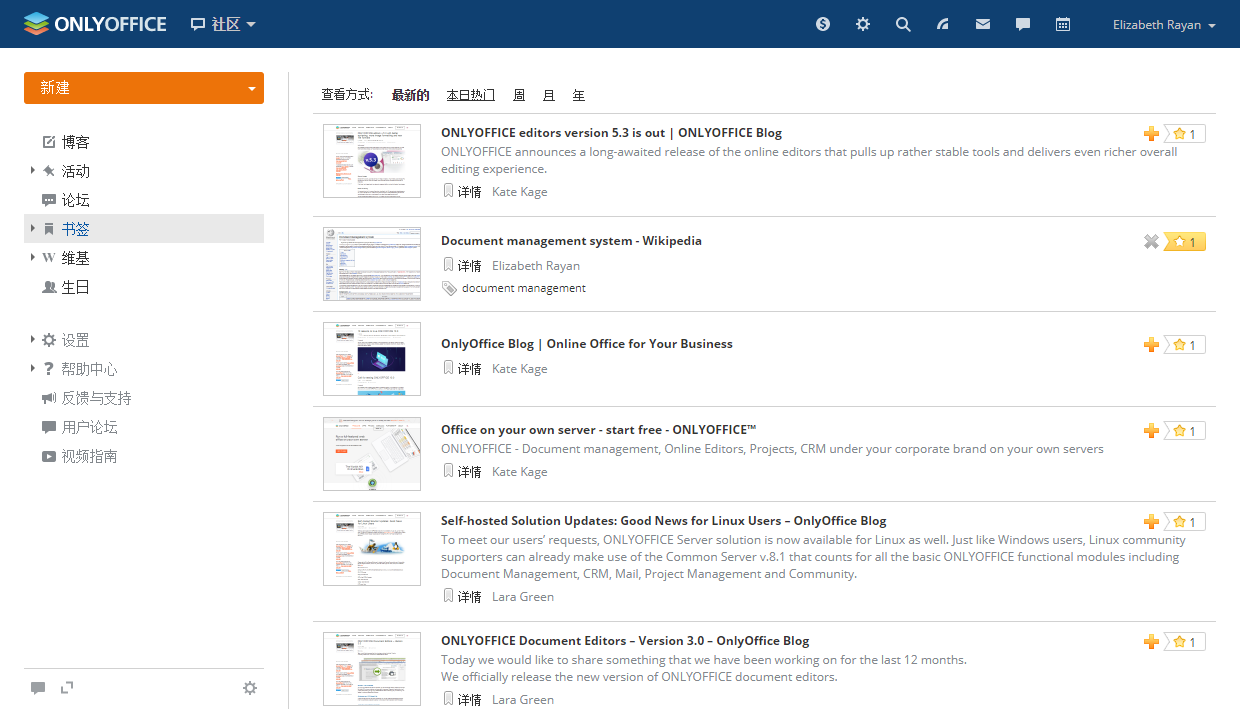 ONLYOFFICE 社区 Elizabeth Rayan
新建
博客
活动
论坛
书签
W 维基
生日
设置
? 帮助中心
反馈与支持
用户论坛
视频指南
查看方式: 最新的 本日热门 周 月 年
ONLYOFFICE editors version 5.3 is out | ONLYOFFICE Blog
1
ONLYOFFICE announces a long-awaited release of the online editors that pulls up rather stable tools and delivers even richer overall
editing experience.
详情 Kate Kage
Document management system - Wikipedia
1
详情 Elizabeth Rayan
document management
OnlyOffice Blog | Online Office for Your Business
1
详情 Kate Kage
Office on your own server - start free - ONLYOFFICE™
1
ONLYOFFICE - Document management, Online Editors, Projects, CRM under your corporate brand on your own servers
详情 Kate Kage
Self-hosted Solution Updates: Good News for Linux Users – OnlyOffice Blog
1
To meet our users’ requests, ONLYOFFICE Server solution is now available for Linux as well. Just like Windows users, Linux community
supporters can already make use of the Common Server v.8.1 that counts for all the basic ONLYOFFICE functional modules including
Document Management, CRM, Mail, Project Management and Community.
详情 Lara Green
ONLYOFFICE Document Editors – Version 3.0 – OnlyOffice Blog
1
Today we would like to share something that we have been working on for the last 12 months.
We officially release the new version of ONLYOFFICE document editors.
详情 Lara Green